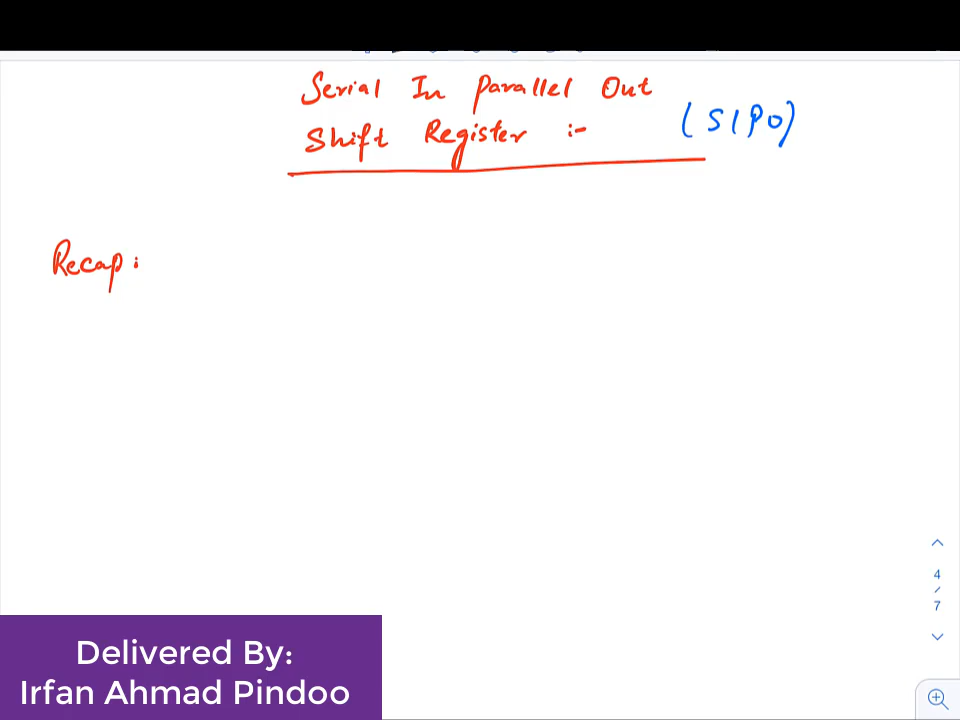 Serial In Parallel Out
Shift Register :-
(SIPO)
Recap:
4
/
7
Delivered By:
Irfan Ahmad Pindoo